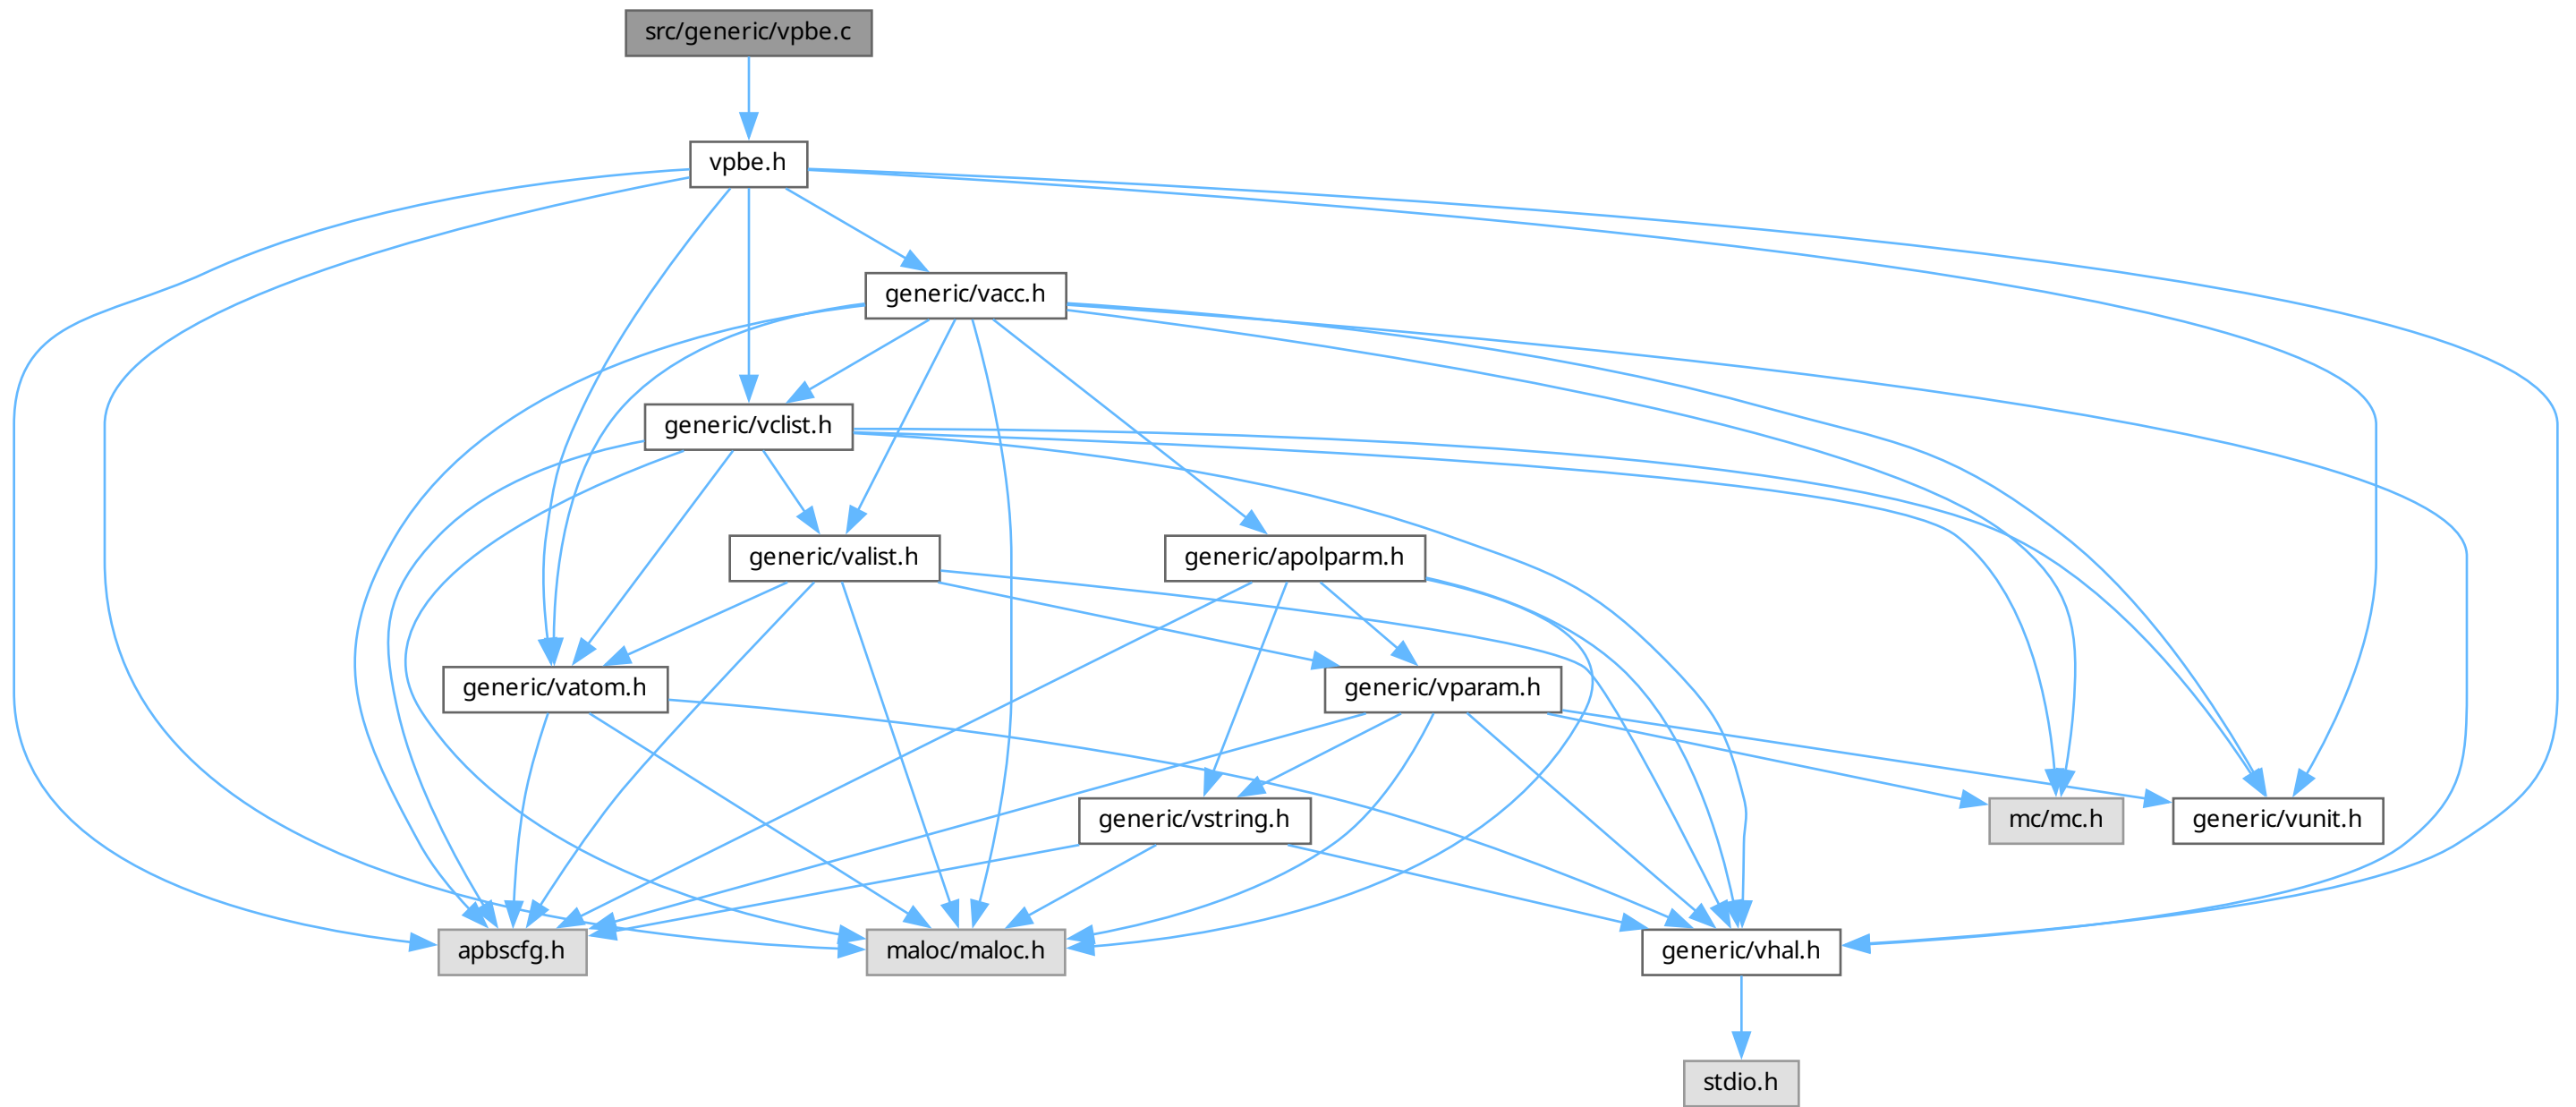 src/generic/vpbe.c
vpbe.h
generic/vacc.h
generic/vclist.h
generic/valist.h
generic/apolparm.h
generic/vatom.h
generic/vparam.h
generic/vstring.h
mc/mc.h
generic/vunit.h
apbscfg.h
maloc/maloc.h
generic/vhal.h
stdio.h